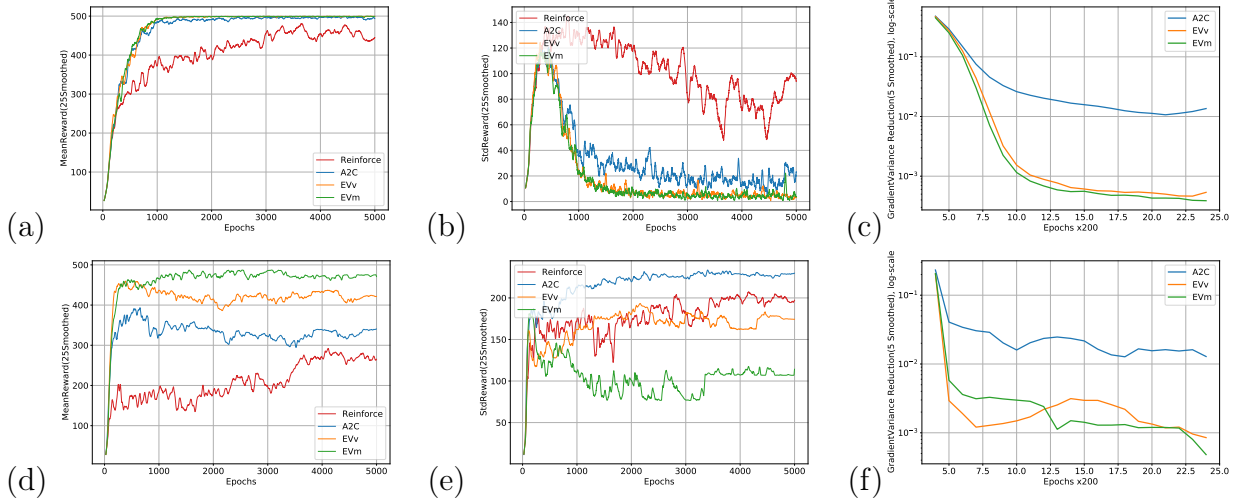 MeanReward(25Smoothed)
500
400
300
200
100
0
1000
2000
3000
4000
5000
Epochs
Reinforce
A2C
EVv
EVm
(a)
StdReward(25Smoothed)
140
120
100
80
60
40
20
0
0
1000
2000
3000
4000
5000
Epochs
Reinforce
A2C
EVv
EVm
(b)
GradientVariance Reduction(5 Smoothed), log-scale
10⁻¹
10⁻²
10⁻³
5.0
7.5
10.0
12.5
15.0
17.5
20.0
22.5
25.0
Epochs x200
A2C
EVv
EVm
(c)
MeanReward(25Smoothed)
500
400
300
200
100
0
1000
2000
3000
4000
5000
Epochs
Reinforce
A2C
EVv
EVm
(d)
StdReward(25Smoothed)
200
150
100
50
0
1000
2000
3000
4000
5000
Epochs
Reinforce
A2C
EVv
EVm
(e)
GradientVariance Reduction(5 Smoothed), log-scale
10⁻¹
10⁻²
10⁻³
5.0
7.5
10.0
12.5
15.0
17.5
20.0
22.5
25.0
Epochs x200
A2C
EVv
EVm
(f)